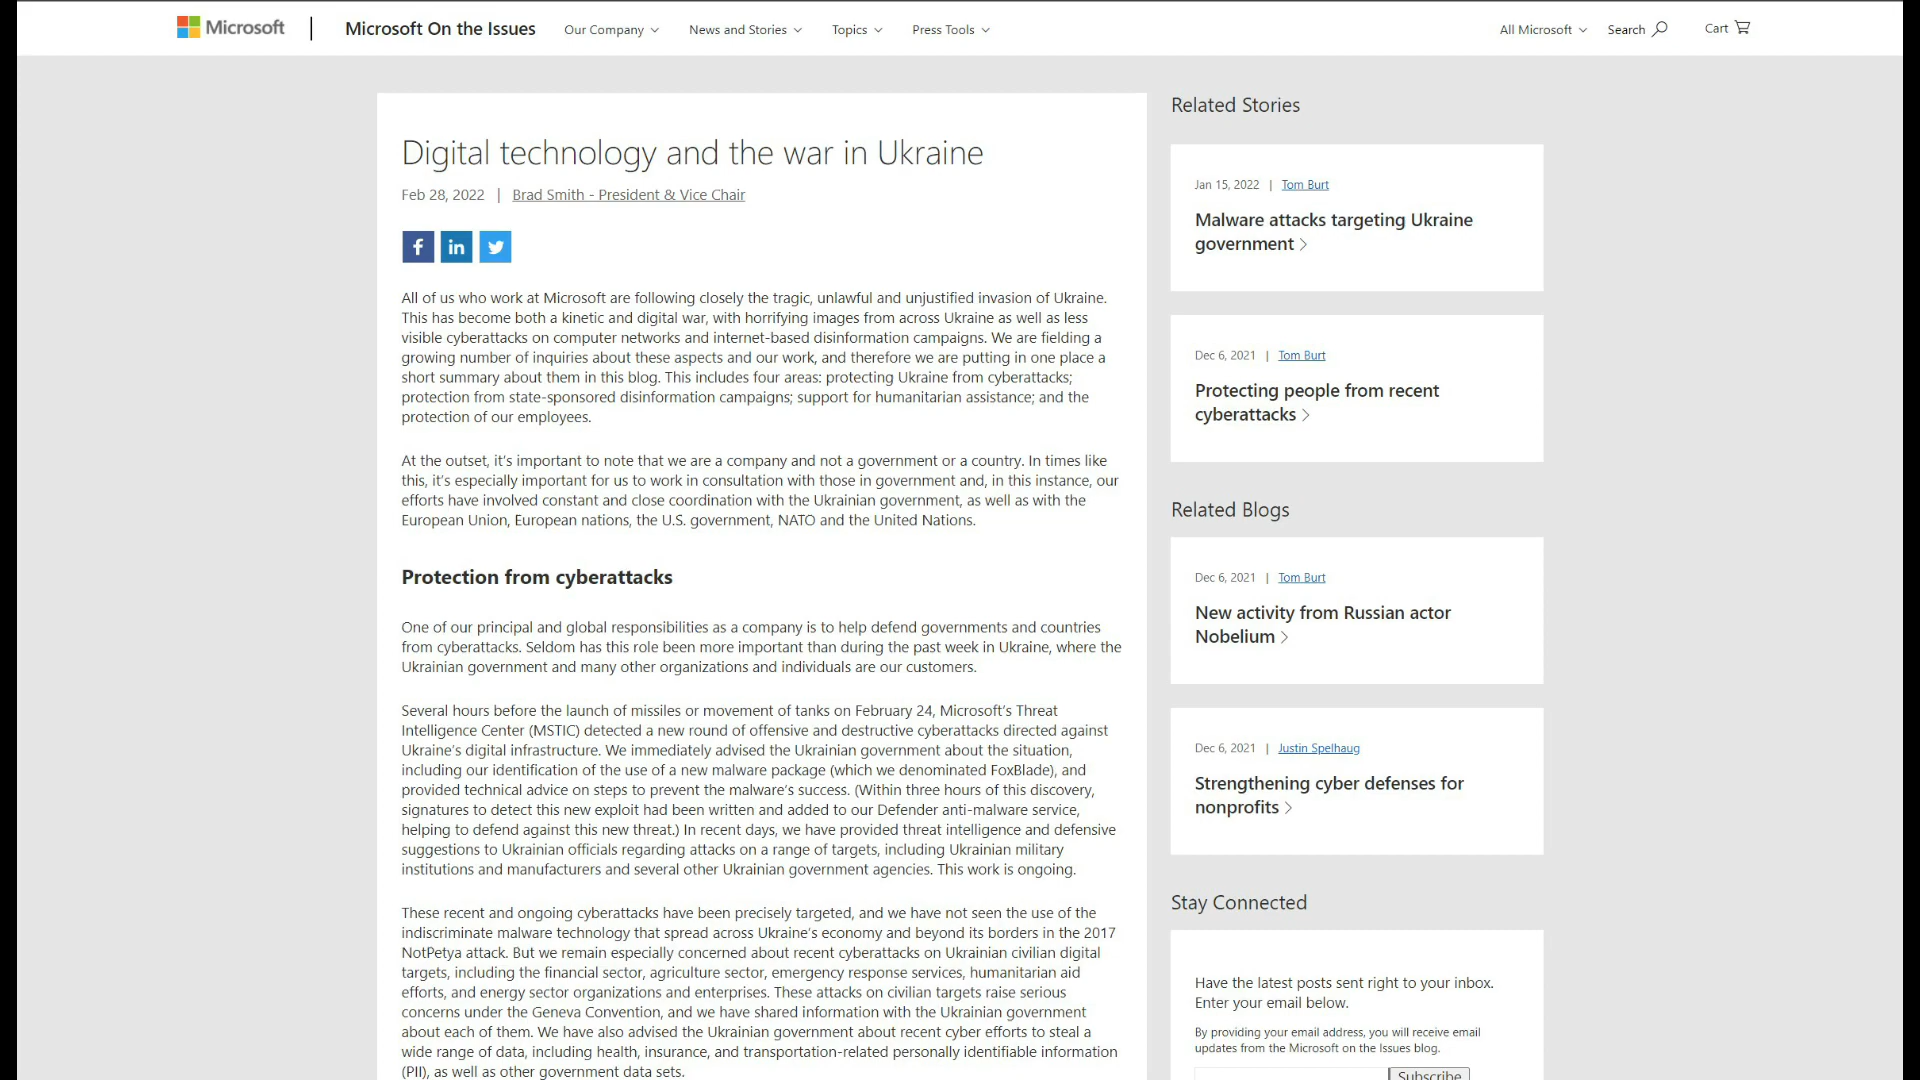 Microsoft
Microsoft On the Issues
Our Company
News and Stories
Topics
Press Tools
All Microsoft
Search
Cart
Digital technology and the war in Ukraine
Feb 28, 2022 | Brad Smith - President & Vice Chair
All of us who work at Microsoft are following closely the tragic, unlawful and unjustified invasion of Ukraine.
This has become both a kinetic and digital war, with horrifying images from across Ukraine as well as less
visible cyberattacks on computer networks and internet-based disinformation campaigns. We are fielding a
growing number of inquiries about these aspects and our work, and therefore we are putting in one place a
short summary about them in this blog. This includes four areas: protecting Ukraine from cyberattacks;
protection from state-sponsored disinformation campaigns; support for humanitarian assistance; and the
protection of our employees.
At the outset, it's important to note that we are a company and not a government or a country. In times like
this, it's especially important for us to work in consultation with those in government and, in this instance, our
efforts have involved constant and close coordination with the Ukrainian government, as well as with the
European Union, European nations, the U.S. government, NATO and the United Nations.
Protection from cyberattacks
One of our principal and global responsibilities as a company is to help defend governments and countries
from cyberattacks. Seldom has this role been more important than during the past week in Ukraine, where the
Ukrainian government and many other organizations and individuals are our customers.
Several hours before the launch of missiles or movement of tanks on February 24, Microsoft's Threat
Intelligence Center (MSTIC) detected a new round of offensive and destructive cyberattacks directed against
Ukraine's digital infrastructure. We immediately advised the Ukrainian government about the situation,
including our identification of the use of a new malware package (which we denominated FoxBlade), and
provided technical advice on steps to prevent the malware's success. (Within three hours of this discovery,
signatures to detect this new exploit had been written and added to our Defender anti-malware service,
helping to defend against this new threat.) In recent days, we have provided threat intelligence and defensive
suggestions to Ukrainian officials regarding attacks on a range of targets, including Ukrainian military
institutions and manufacturers and several other Ukrainian government agencies. This work is ongoing.
These recent and ongoing cyberattacks have been precisely targeted, and we have not seen the use of the
indiscriminate malware technology that spread across Ukraine's economy and beyond its borders in the 2017
NotPetya attack. But we remain especially concerned about recent cyberattacks on Ukrainian civilian digital
targets, including the financial sector, agriculture sector, emergency response services, humanitarian aid
efforts, and energy sector organizations and enterprises. These attacks on civilian targets raise serious
concerns under the Geneva Convention, and we have shared information with the Ukrainian government
about each of them. We have also advised the Ukrainian government about recent cyber efforts to steal a
wide range of data, including health, insurance, and transportation-related personally identifiable information
(PII), as well as other government data sets.
Related Stories
Jan 15, 2022 | Tom Burt
Malware attacks targeting Ukraine
government
Dec 6, 2021 | Tom Burt
Protecting people from recent
cyberattacks
Related Blogs
Dec 6, 2021 | Tom Burt
New activity from Russian actor
Nobelium
Dec 6, 2021 | Justin Spelhaug
Strengthening cyber defenses for
nonprofits
Stay Connected
Have the latest posts sent right to your inbox.
Enter your email below.
By providing your email address, you will receive email
updates from the Microsoft on the Issues blog.
Subscribe